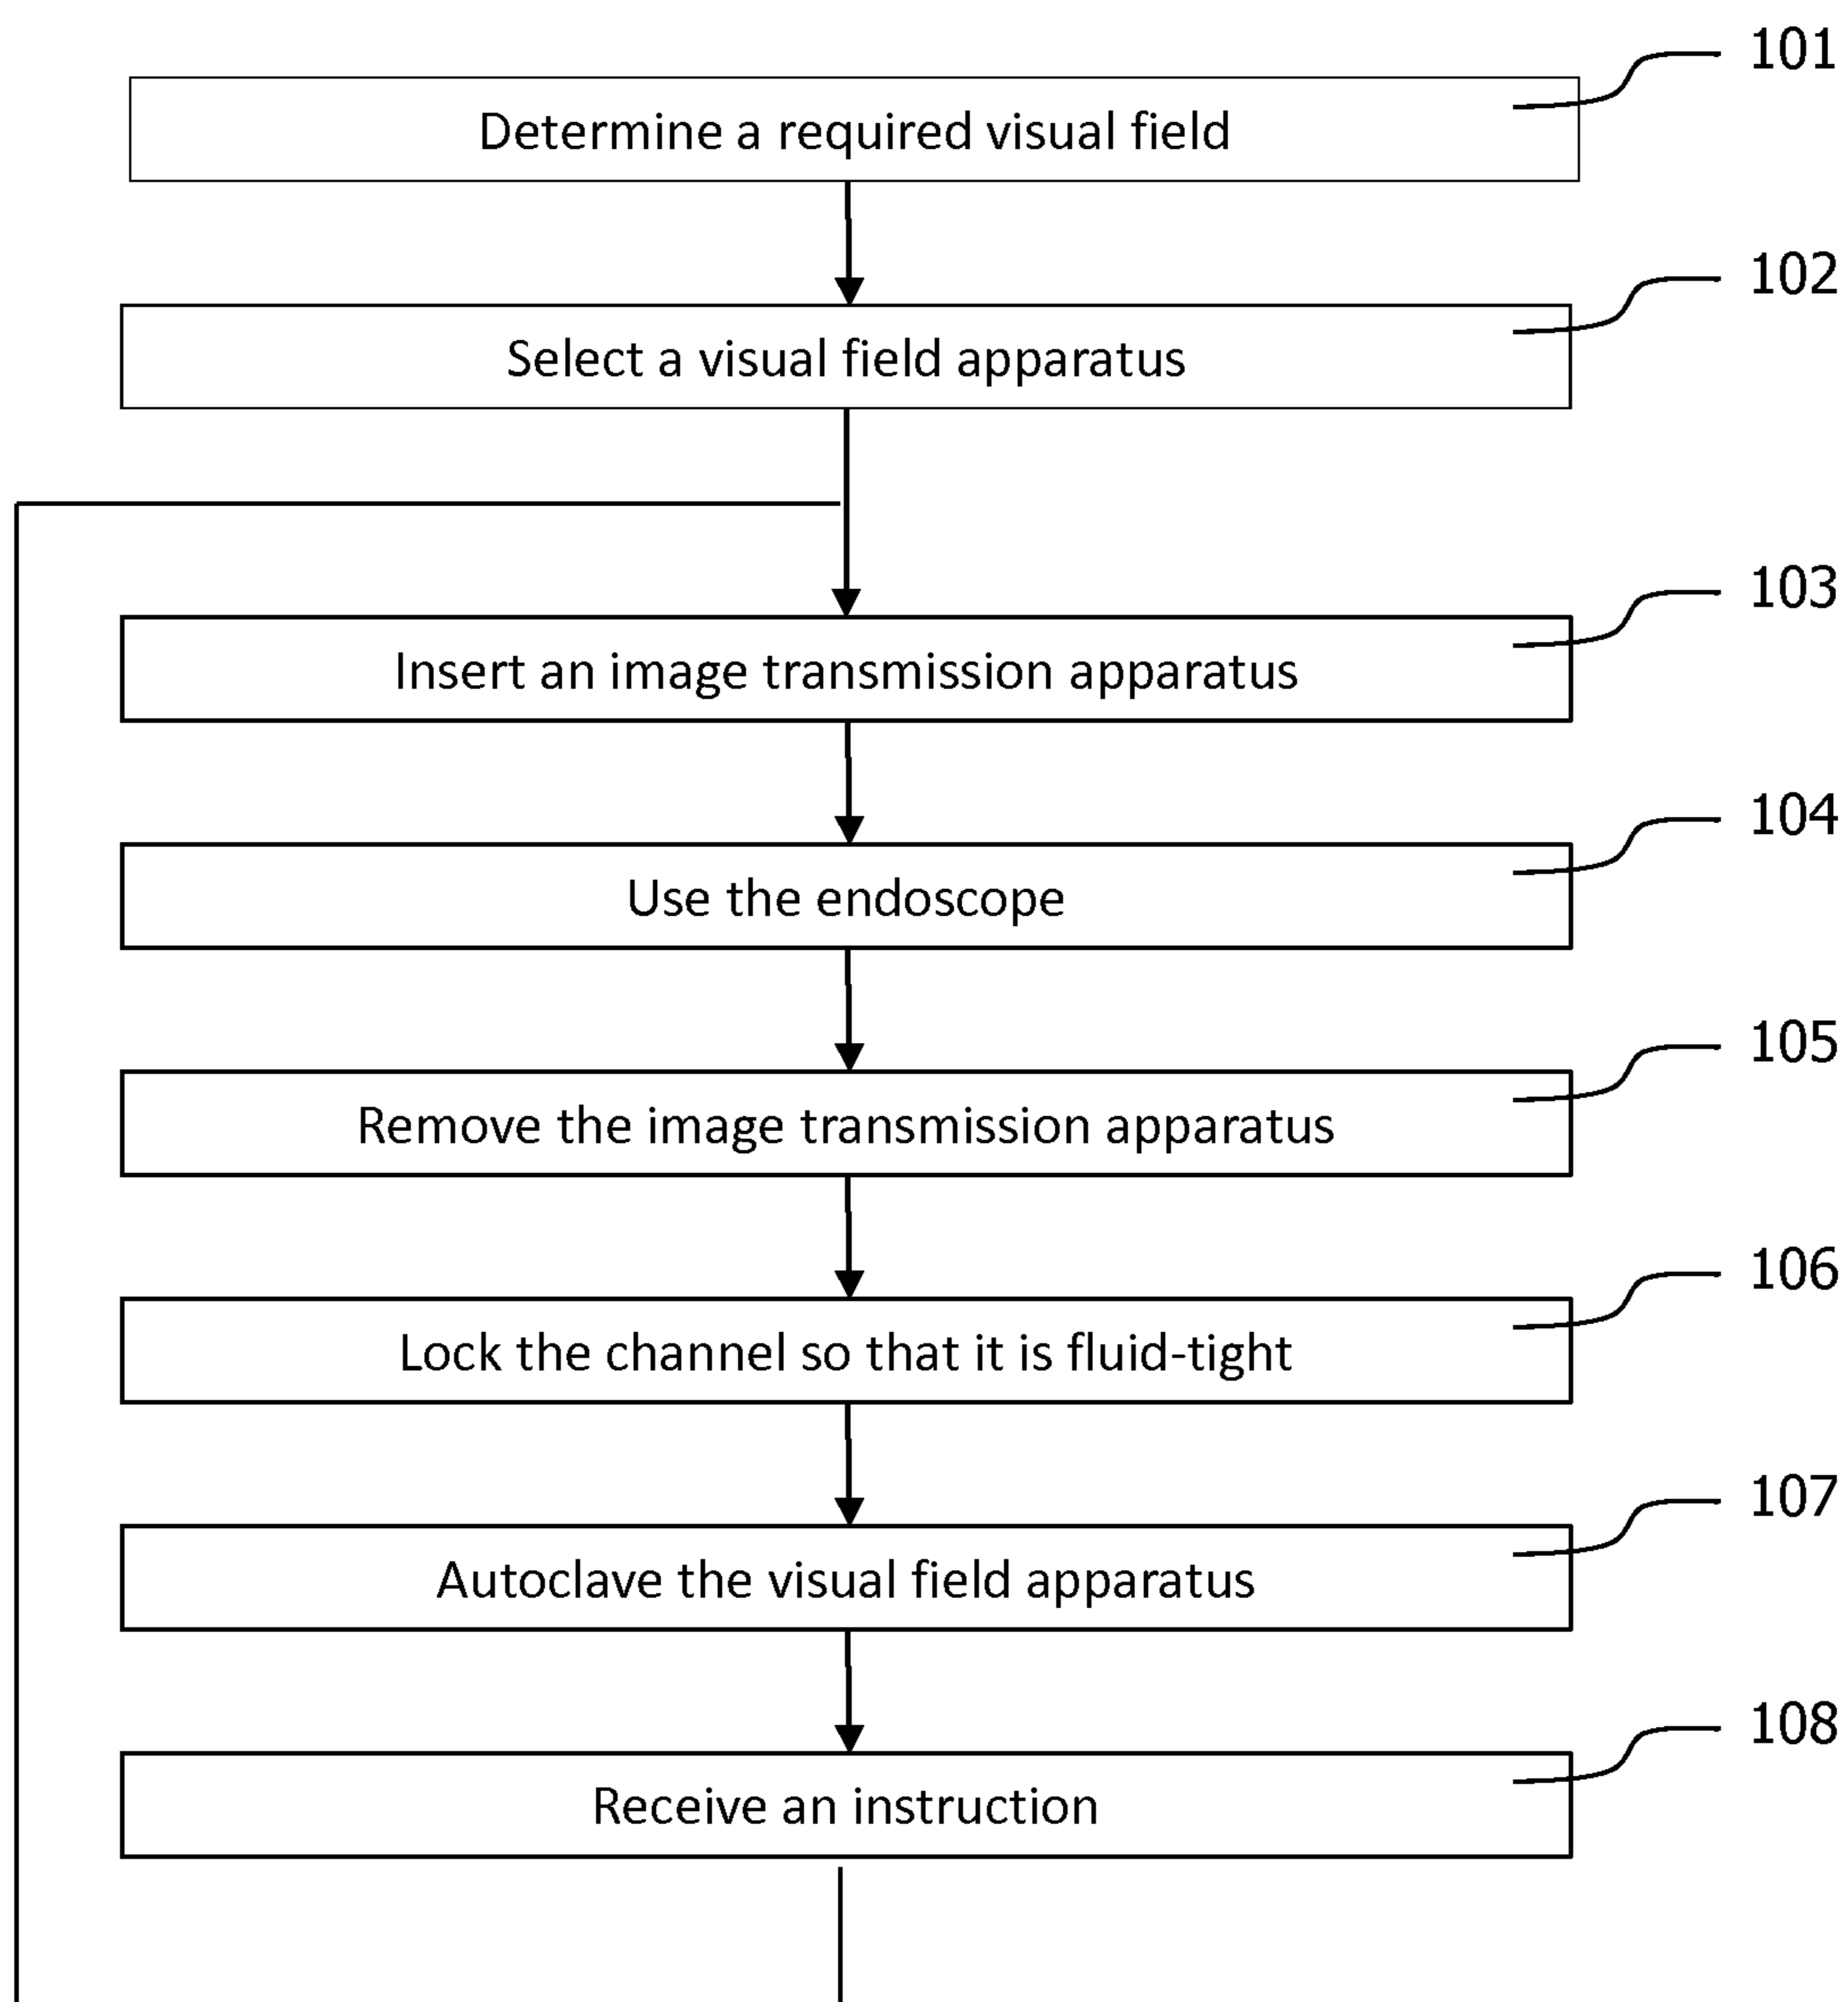 101
Determine a required visual field
102
Select a visual field apparatus
103
Insert an image transmission apparatus
104
Use the endoscope
105
Remove the image transmission apparatus
106
Lock the channel so that it is fluid-tight
107
Autoclave the visual field apparatus
108
Receive an instruction